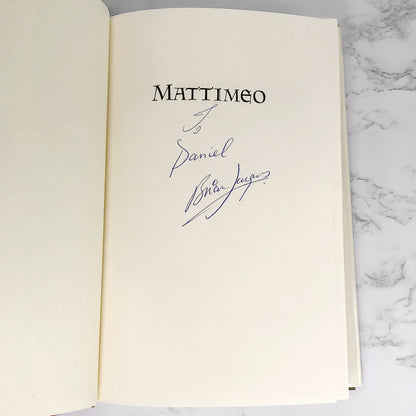 MATTIMEO
To
Daniel
Brian Jacques